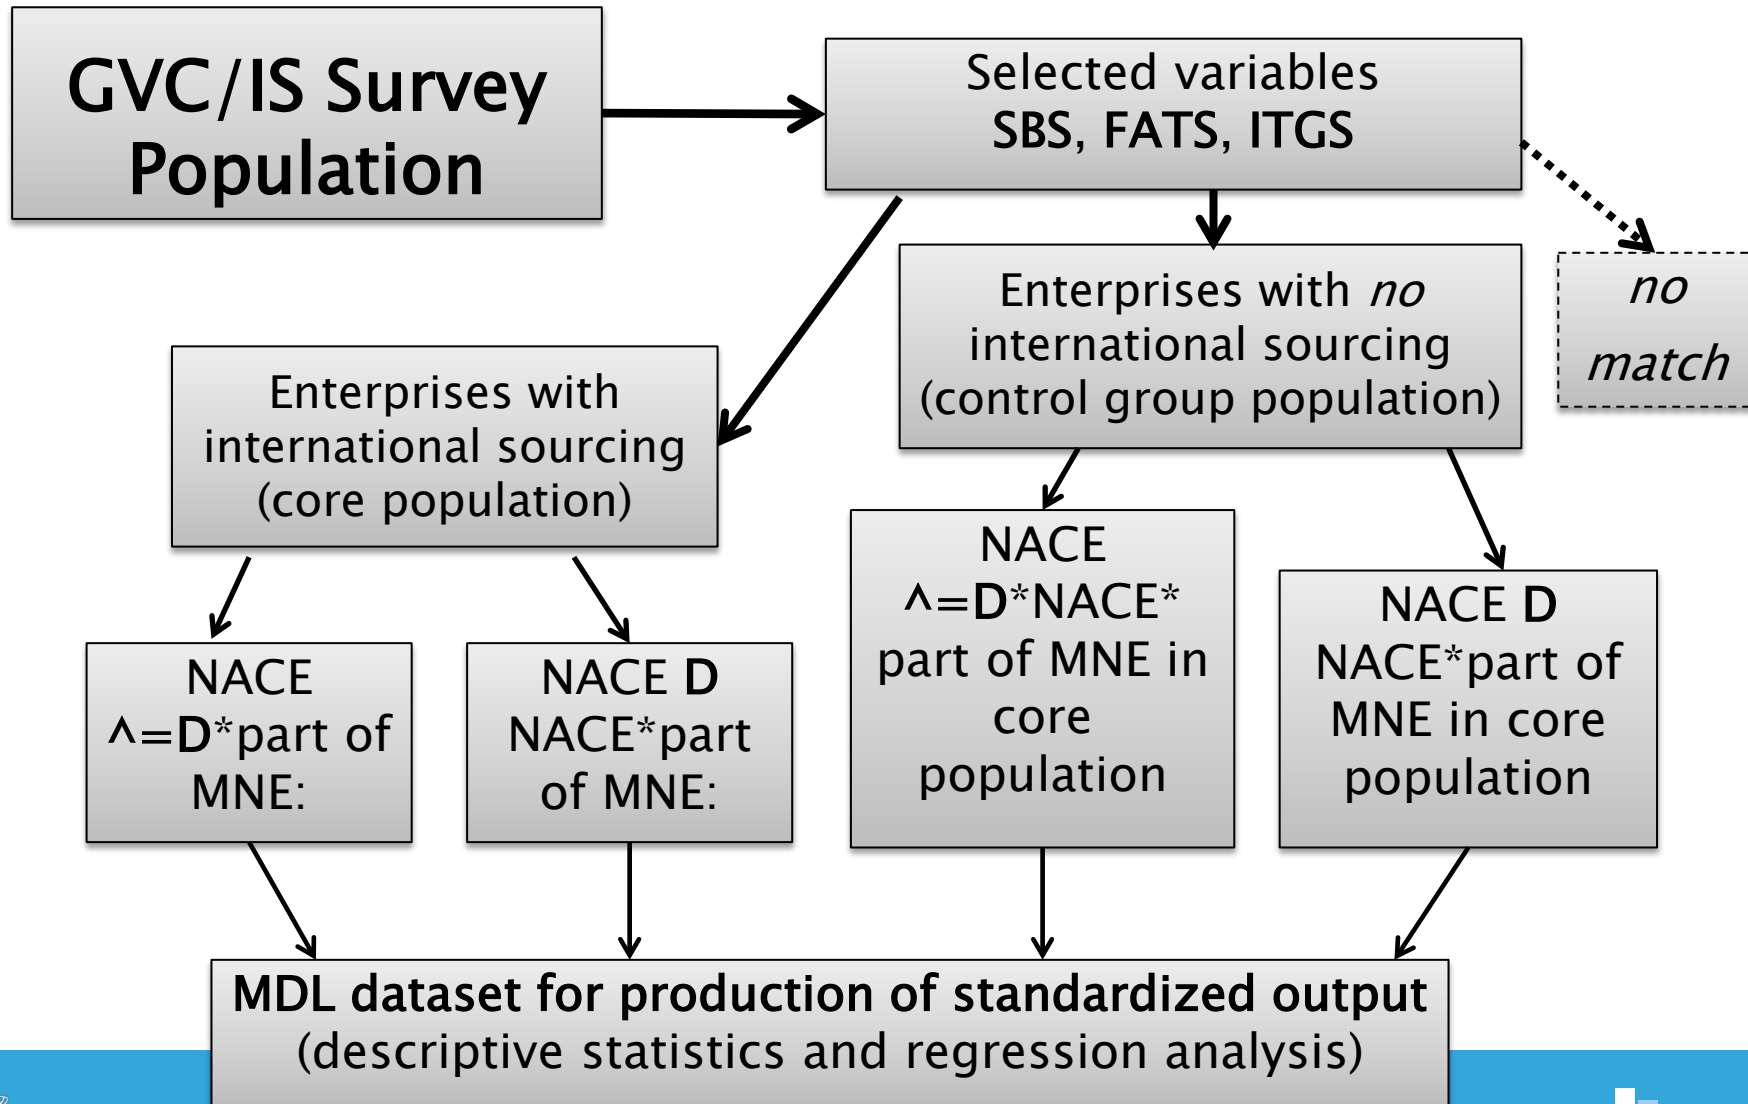 GVC/IS Survey
Population
Selected variables
SBS, FATS, ITGS
no
match
Enterprises with no
international sourcing
(control group population)
Enterprises with
international sourcing
(core population)
NACE
^=D*part of
MNE:
NACE D
NACE*part
of MNE:
NACE
^=D*NACE*
part of MNE in
core
population
NACE D
NACE*part of
MNE in core
population
MDL dataset for production of standardized output
(descriptive statistics and regression analysis)